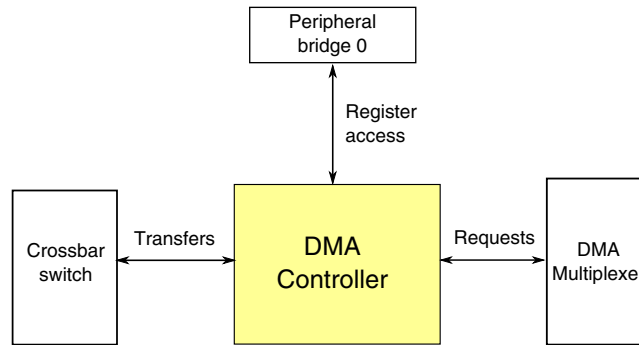 Peripheral
bridge 0
Register
access
Crossbar
switch
Transfers
DMA
Controller
Requests
DMA
Multiplexe